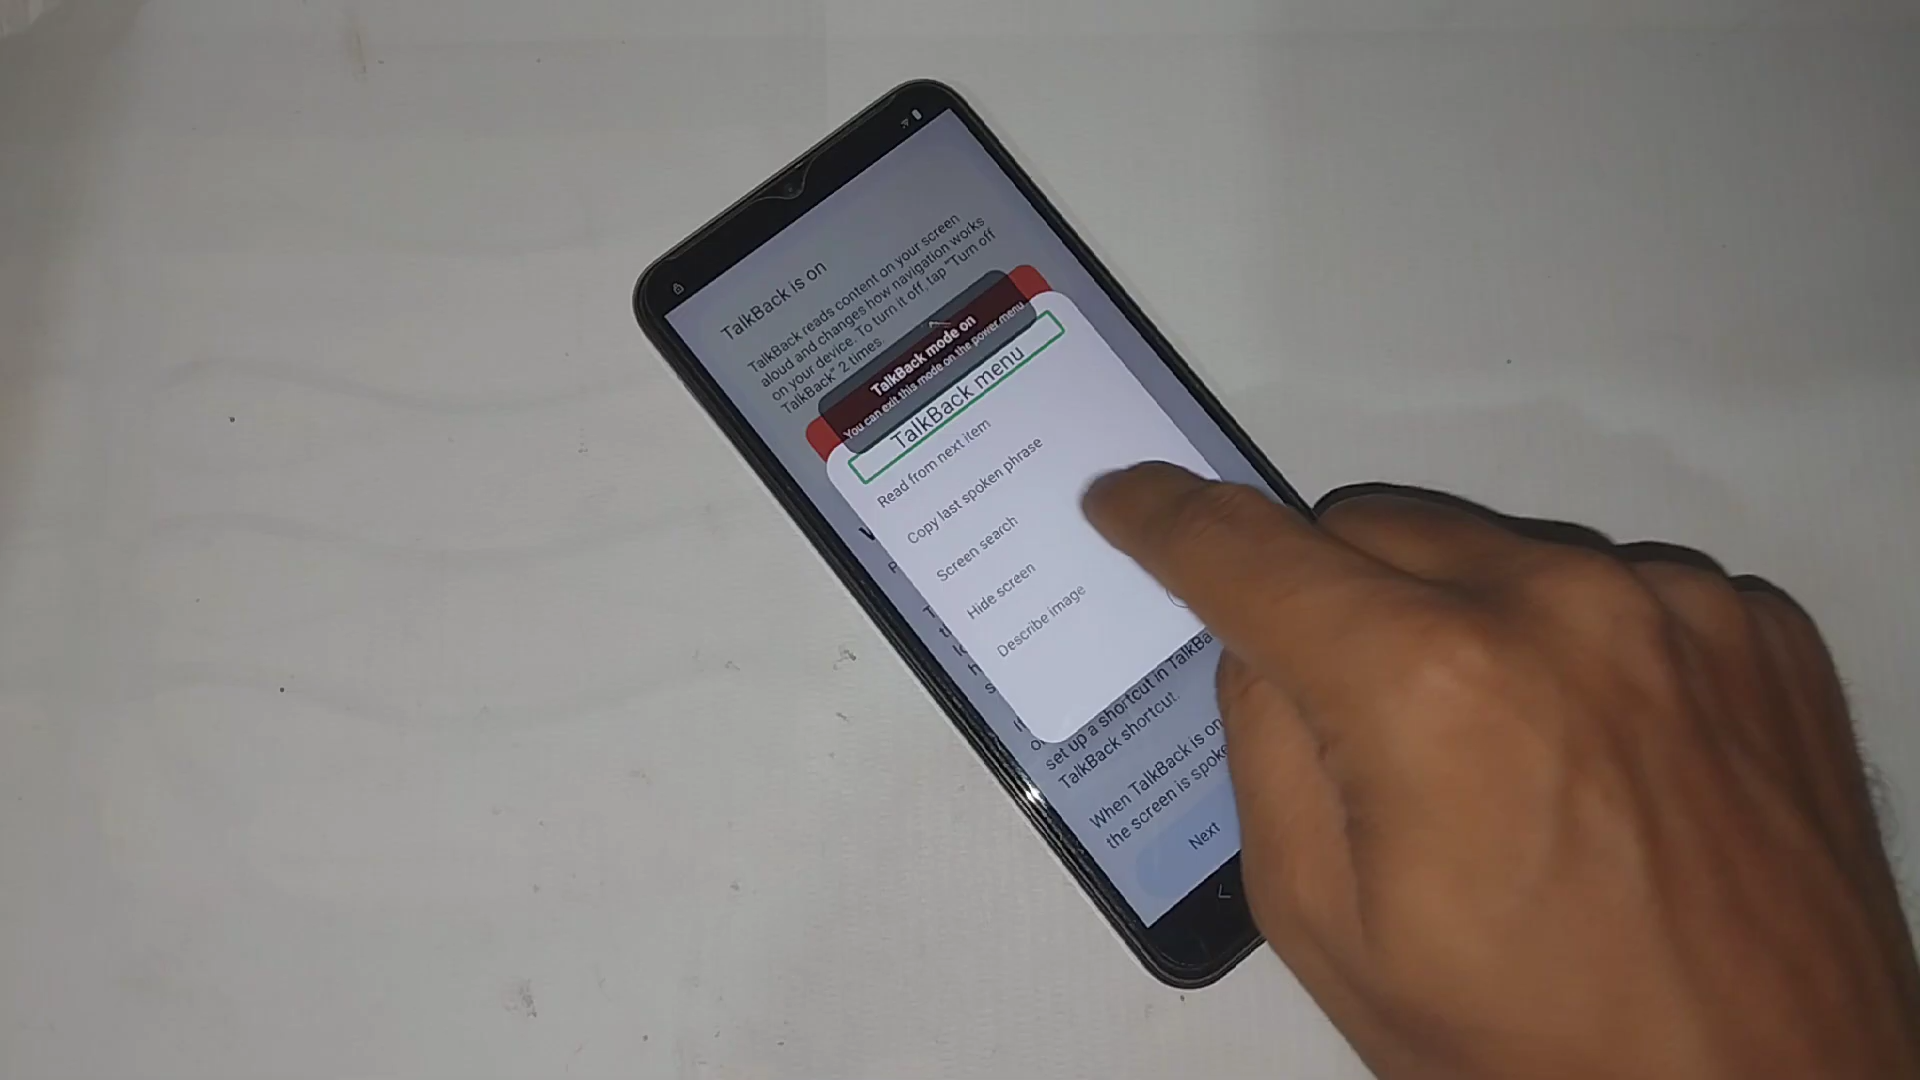 TalkBack is on
TalkBack reads content on your screen
aloud and changes how navigation works
on your device. To turn it off, tap "Turn off
TalkBack" 2 times.
TalkBack mode on
You can exit this mode on the power menu
TalkBack menu
Read from next item
Copy last spoken phrase
Screen search
Hide screen
Describe image
set up a shortcut in TalkBa
TalkBack shortcut.
When TalkBack is on
the screen is spoke
Next